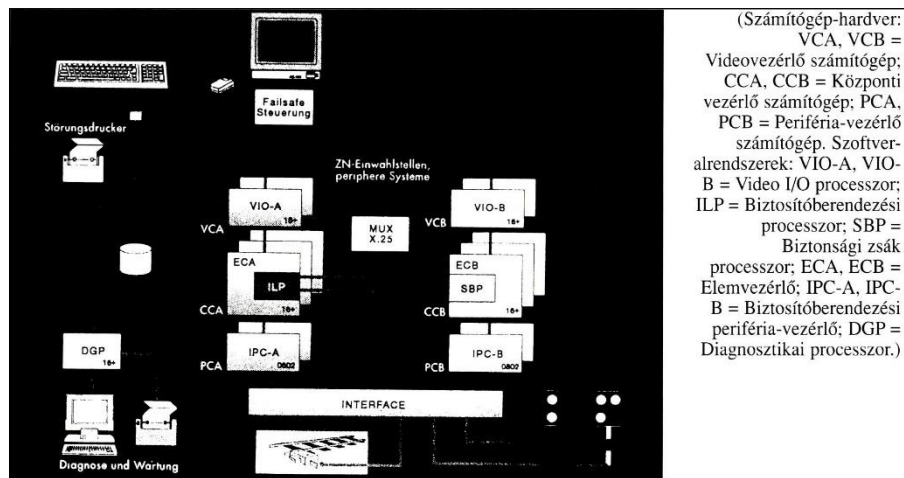 Failsafe
Steuerung
Störungsdrucker
ZN-Einwahlstellen,
periphere Systeme
VIO-A
16+
VCA
MUX
X.25
VIO-B
16+
VCB
ECA
ILP
16+
CCA
ECB
SBP
16+
CCB
DGP
16+
IPC-A
0802
PCA
IPC-B
0802
PCB
INTERFACE
Diagnose und Wartung
(Számítógép-hardver:
VCA, VCB =
Videovezérlő számítógép;
CCA, CCB = Központi
vezérlő számítógép; PCA,
PCB = Periféria-vezérlő
számítógép. Szoftver-
alrendszerek: VIO-A, VIO-
B = Video I/O processzor;
ILP = Biztosítóberendezési
processzor; SBP =
Biztonsági zsák
processzor; ECA, ECB =
Elemvezérlő; IPC-A, IPC-
B = Biztosítóberendezési
periféria-vezérlő; DGP =
Diagnosztikai processzor.)